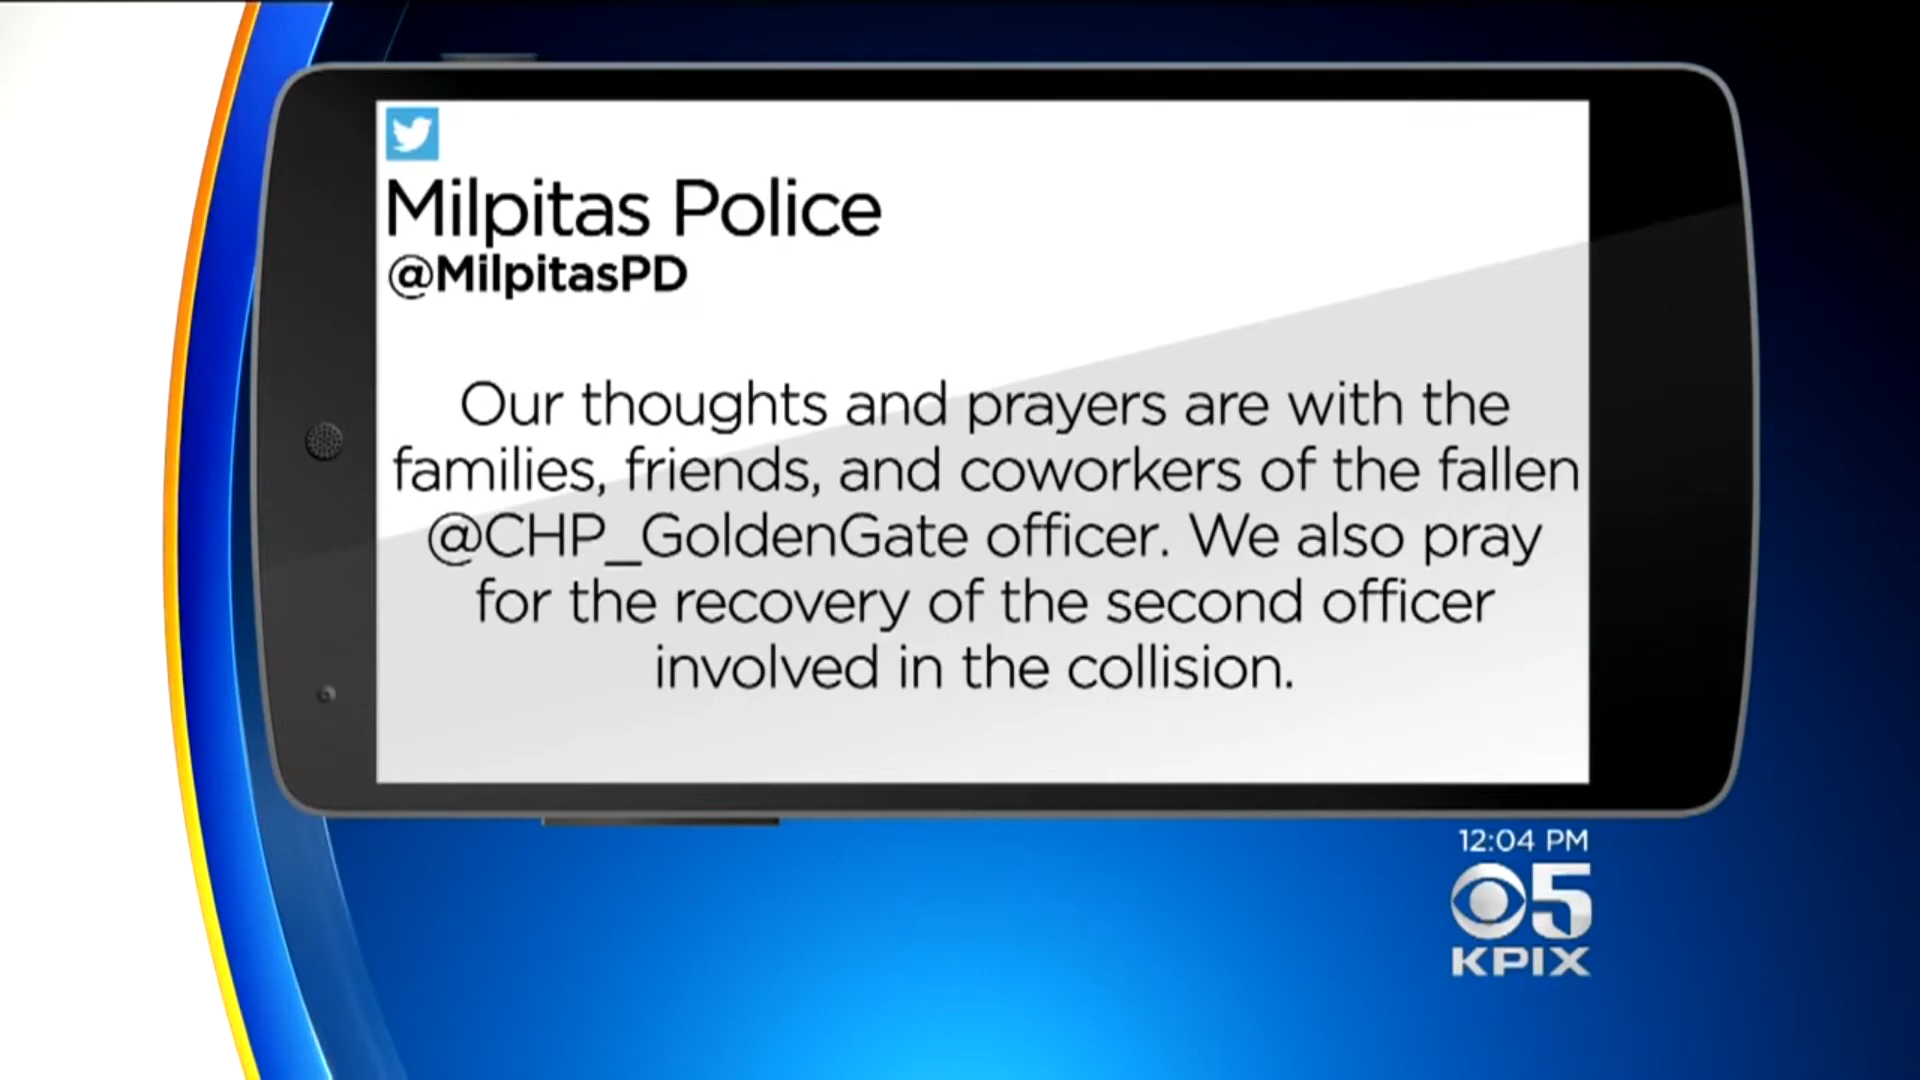 Milpitas Police
@MilpitasPD
Our thoughts and prayers are with the
families, friends, and coworkers of the fallen
@CHP_GoldenGate officer. We also pray
for the recovery of the second officer
involved in the collision.
12:04 PM
5
KPIX